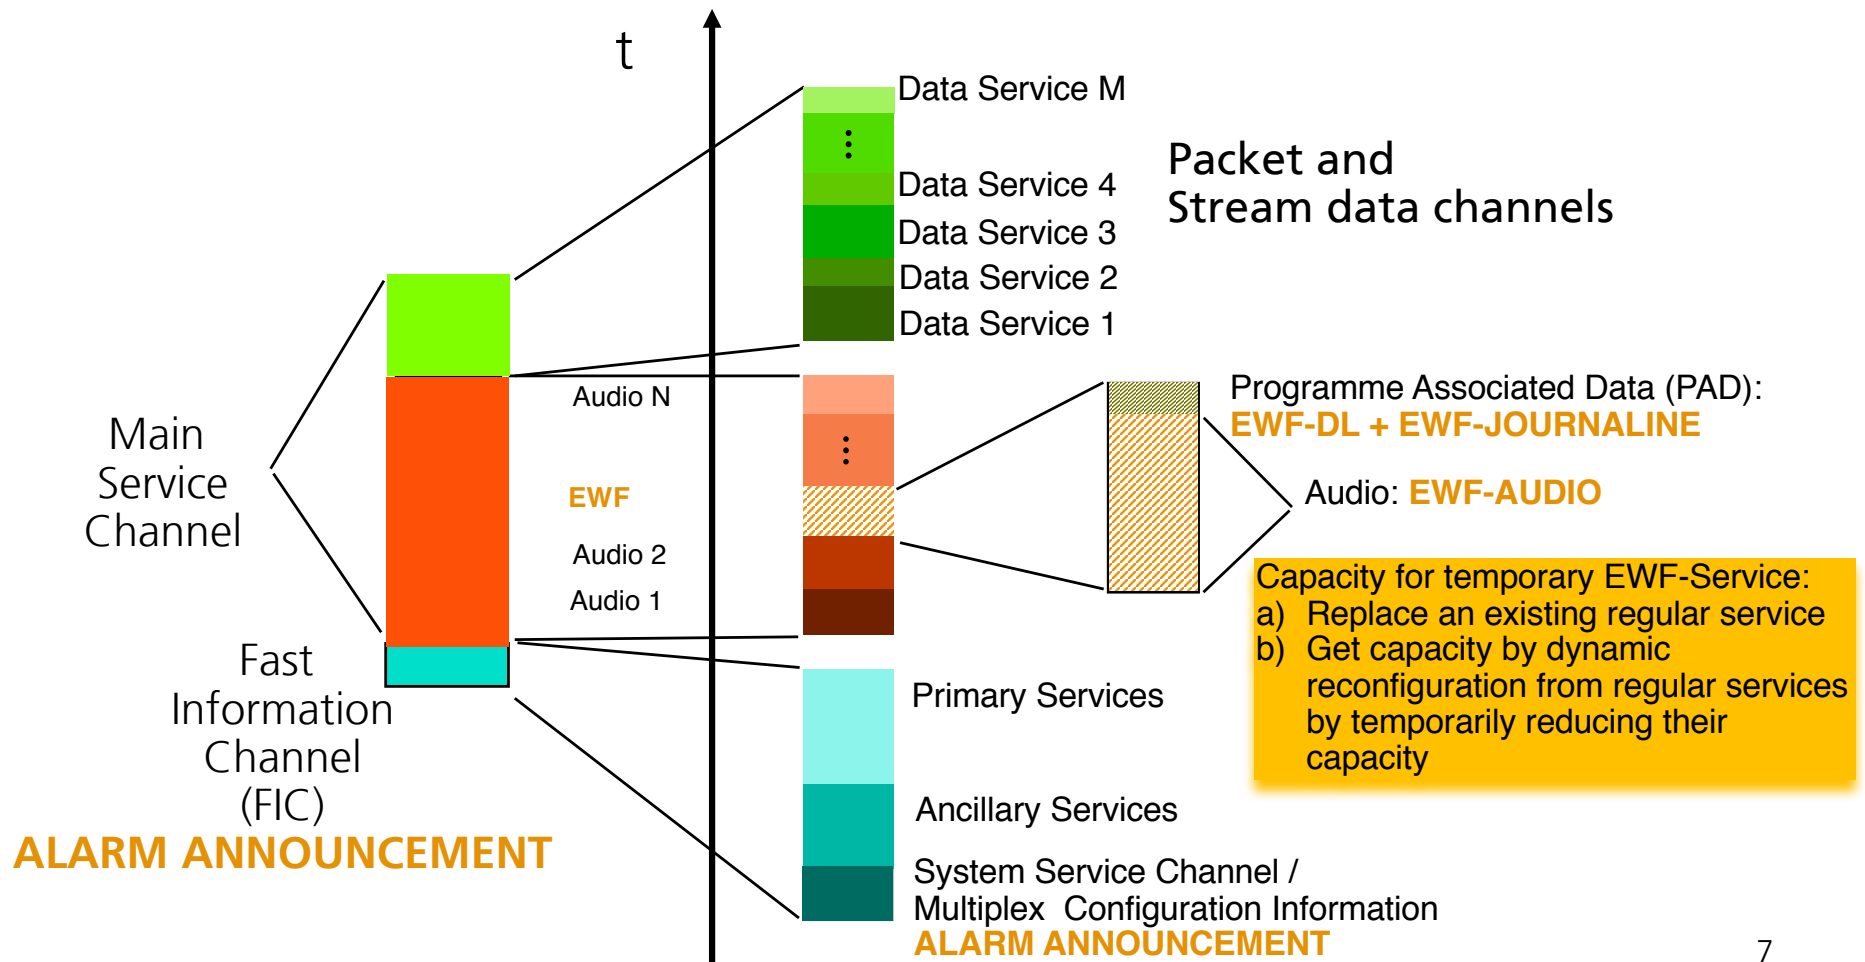 t
Data Service M
Data Service 4
Data Service 3
Data Service 2
Data Service 1
Packet and
Stream data channels
Main
Service
Channel
Audio N
EWF
Audio 2
Audio 1
Programme Associated Data (PAD):
EWF-DL + EWF-JOURNALINE
Audio: EWF-AUDIO
Capacity for temporary EWF-Service:
a) Replace an existing regular service
b) Get capacity by dynamic
reconfiguration from regular services
by temporarily reducing their
capacity
Fast
Information
Channel
(FIC)
ALARM ANNOUNCEMENT
Primary Services
Ancillary Services
System Service Channel /
Multiplex Configuration Information
ALARM ANNOUNCEMENT
7